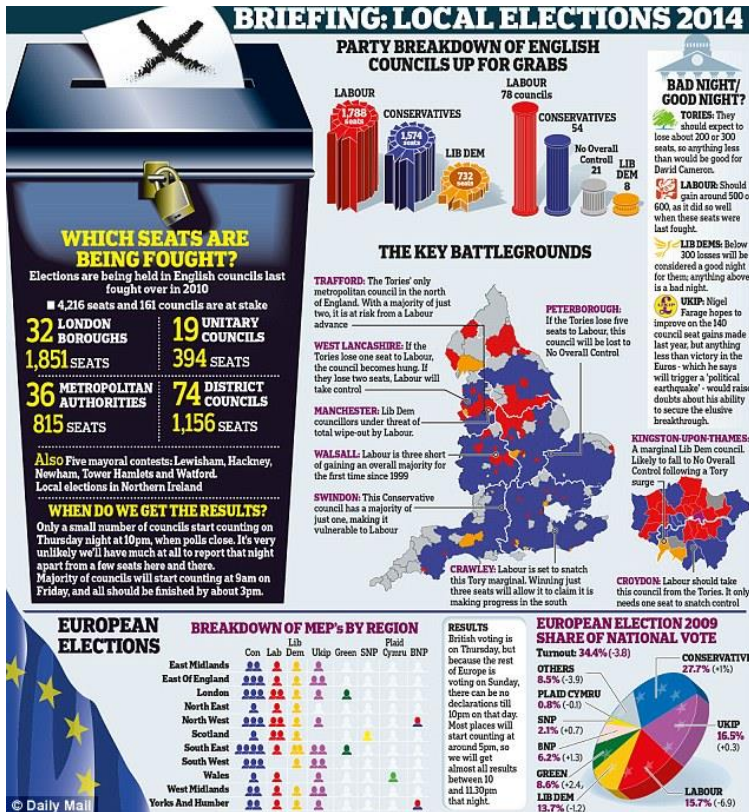 BRIEFING: LOCAL ELECTIONS 2014
PARTY BREAKDOWN OF ENGLISH
COUNCILS UP FOR GRABS
LABOUR
1,788
seats
CONSERVATIVES
1,574
seats
LIB DEM
732
seats
LABOUR
78 councils
CONSERVATIVES
54
No Overall
Controll
21
LIB
DEM
8
BAD NIGHT/
GOOD NIGHT?
TORIES: They
should expect to
lose about 200 or 300
seats, so anything less
than would be good for
David Cameron.
LABOUR: Should
gain around 500 o
600, as it did so well
when these seats were
last fought.
LIB DEMS: Below
300 losses will be
considered a good night
for them; anything above
is a bad night.
UKIP: Nigel
Farage hopes to
improve on the 140
council seat gains made
last year, but anything
less than victory in the
Euros - which he says
will trigger a 'political
earthquake' - would raise
doubts about his ability
to secure the elusive
breakthrough.
WHICH SEATS ARE
BEING FOUGHT?
Elections are being held in English councils last
fought over in 2010
■ 4,216 seats and 161 councils are at stake
32 LONDON
BOROUGHS
1,851 SEATS
19 UNITARY
COUNCILS
394 SEATS
36 METROPOLITAN
AUTHORITIES
815 SEATS
74 DISTRICT
COUNCILS
1,156 SEATS
Also Five mayoral contests: Lewisham, Hackney,
Newham, Tower Hamlets and Watford.
Local elections in Northern Ireland
WHEN DO WE GET THE RESULTS?
Only a small number of councils start counting on
Thursday night at 10pm, when polls close. It's very
unlikely we'll have much at all to report that night
apart from a few seats here and there.
Majority of councils will start counting at 9am on
Friday, and all should be finished by about 3pm.
THE KEY BATTLEGROUNDS
TRAFFORD: The Tories' only
metropolitan council in the north
of England. With a majority of just
two, it is at risk from a Labour
advance
WEST LANCASHIRE: If the
Tories lose one seat to Labour,
the council becomes hung. If
they lose two seats, Labour will
take control
MANCHESTER: Lib Dem
councillors under threat of
total wipe-out by Labour.
WALSALL: Labour is three short
of gaining an overall majority for
the first time since 1999
SWINDON: This Conservative
council has a majority of
just one, making it
vulnerable to Labour
PETERBOROUGH:
If the Tories lose five
seats to Labour, this
council will be lost to
No Overall Control
CRAWLEY: Labour is set to snatch
this Tory marginal. Winning just
three seats will allow it to claim it is
making progress in the south
KINGSTON-UPON-THAMES:
A marginal Lib Dem council.
Likely to fall to No Overall
Control following a Tory
surge
CROYDON: Labour should take
this council from the Tories. It only
needs one seat to snatch control
EUROPEAN
ELECTIONS
BREAKDOWN OF MEP's BY REGION
Con Lab Lib Dem Ukip Green SNP Plaid Cymru BNP
East Midlands
East Of England
London
North East
North West
Scotland
South East
South West
Wales
West Midlands
Yorks And Humber
RESULTS
British voting is
on Thursday, but
because the rest
of Europe is
voting on Sunday,
there can be no
declarations till
10pm on that day.
Most places will
start counting at
around 5pm, so
we will get
almost all results
between 10
and 11.30pm
that night.
EUROPEAN ELECTION 2009
SHARE OF NATIONAL VOTE
Turnout: 34.4% (-3.8)
CONSERVATIVE
27.7% (+1%)
UKIP
16.5%
(+0.3)
LABOUR
15.7% (-6.9)
OTHERS
8.5% (-3.9)
PLAID CYMRU
0.8% (-0.1)
SNP
2.1% (+0.7)
BNP
6.2% (+1.3)
GREEN
8.6% (+2.4,
LIB DEM
13.7% (-1.2)
© Daily Mail